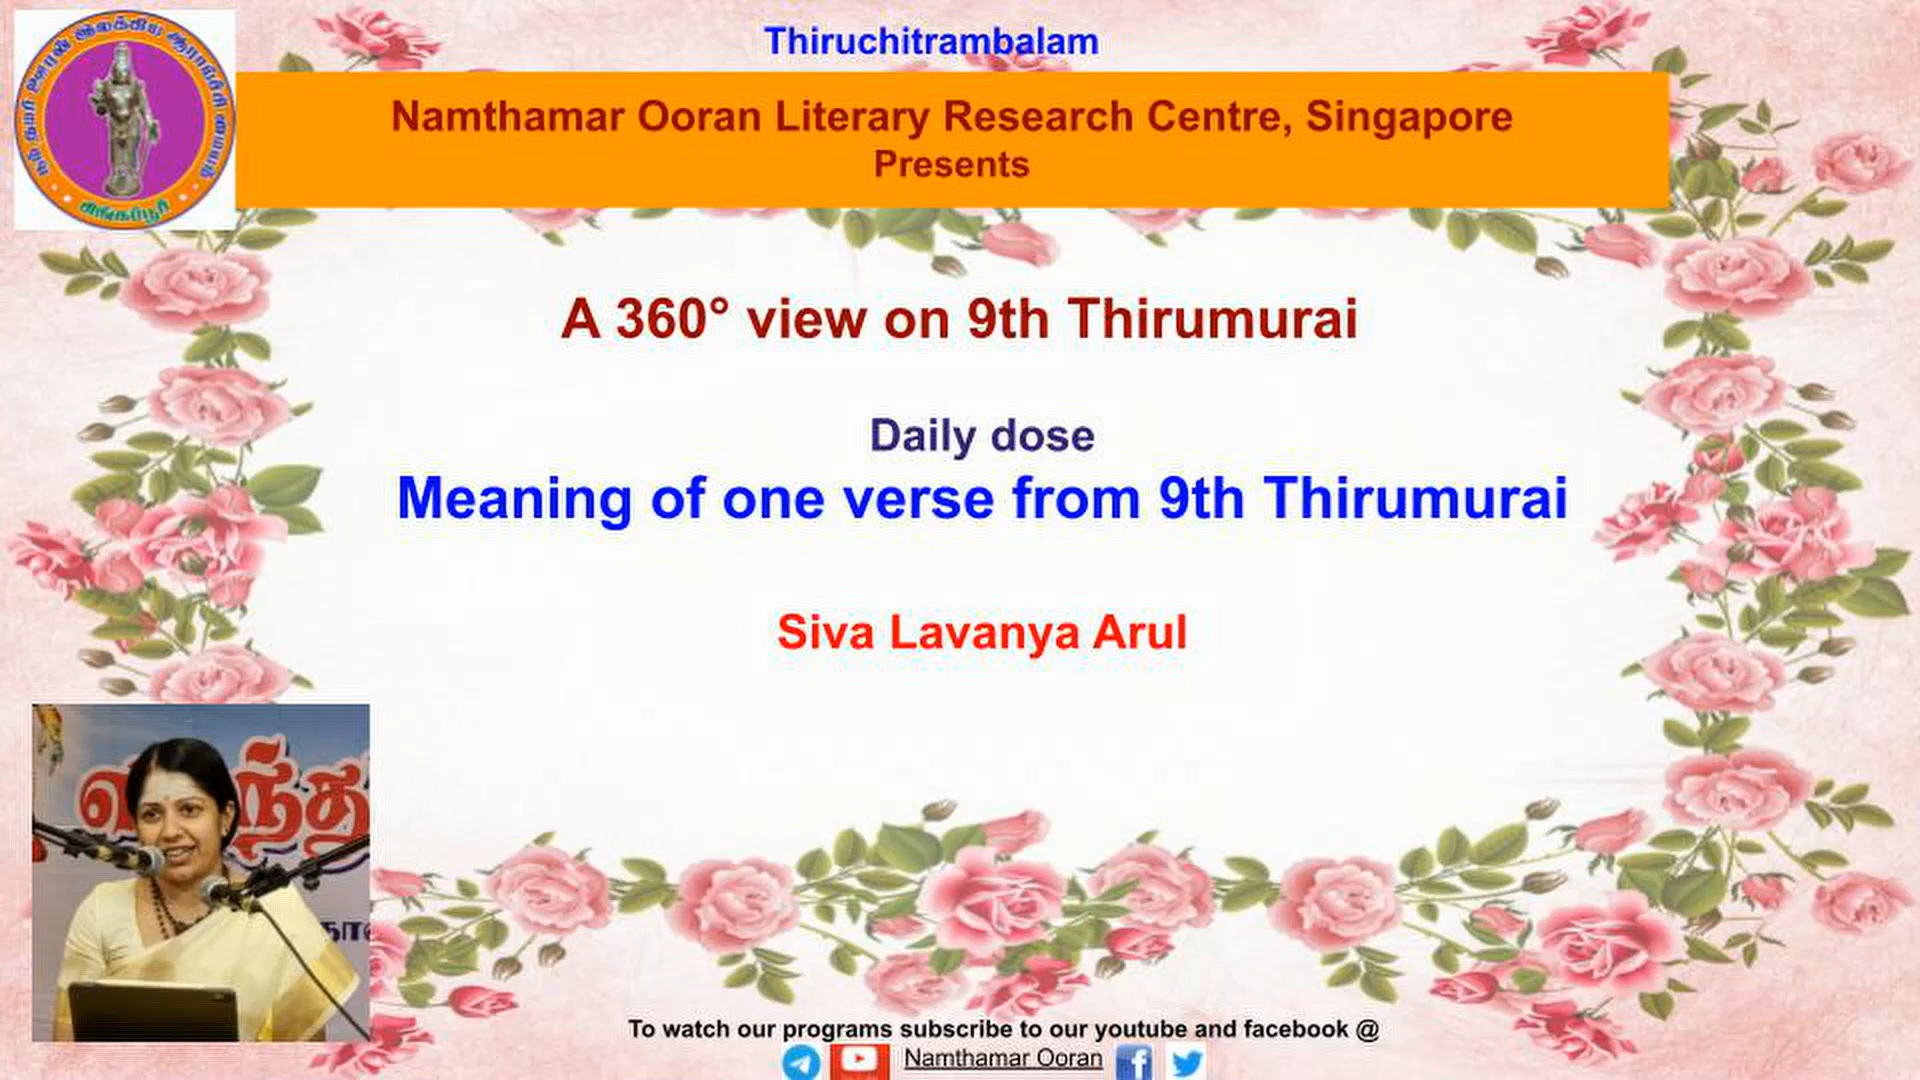 Thiruchitrambalam
Namthamar Ooran Literary Research Centre, Singapore
Presents
A 360° view on 9th Thirumurai
Daily dose
Meaning of one verse from 9th Thirumurai
Siva Lavanya Arul
To watch our programs subscribe to our youtube and facebook @
Namthamar Ooran
சிங்கப்பூர்